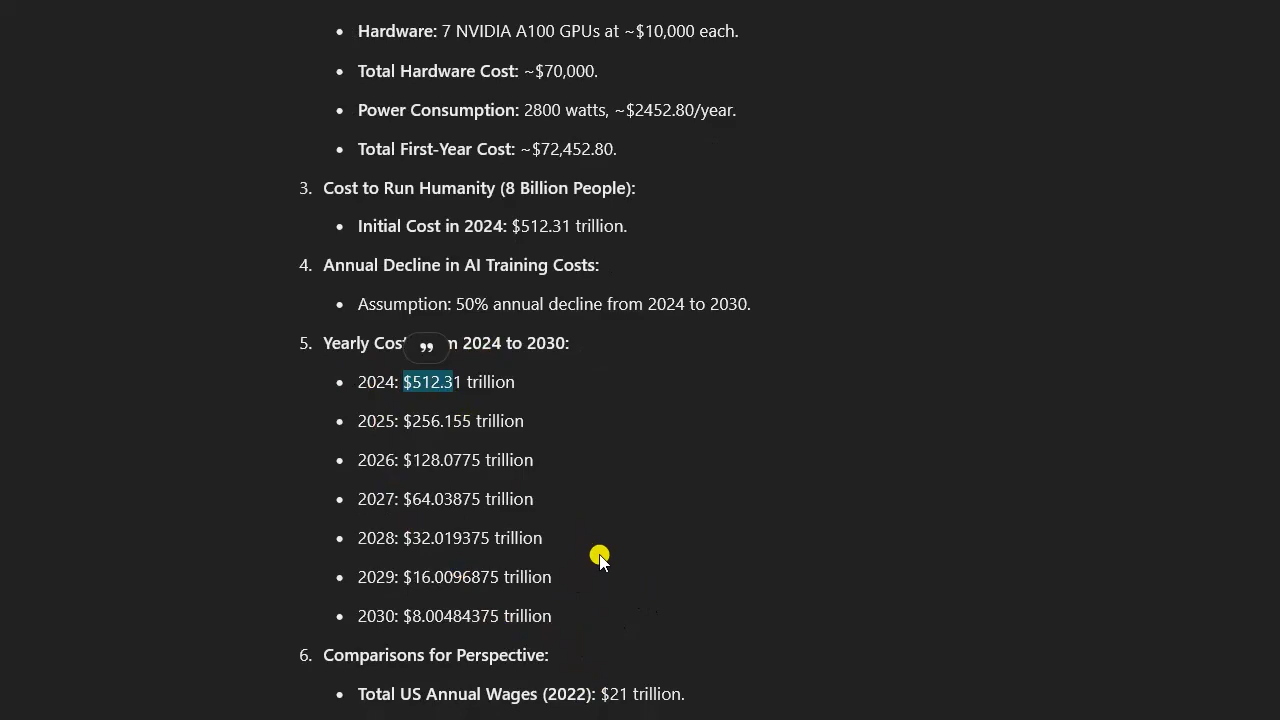 • Hardware: 7 NVIDIA A100 GPUs at ~$10,000 each.
• Total Hardware Cost: ~$70,000.
• Power Consumption: 2800 watts, ~$2452.80/year.
• Total First-Year Cost: ~$72,452.80.
3. Cost to Run Humanity (8 Billion People):
• Initial Cost in 2024: $512.31 trillion.
4. Annual Decline in AI Training Costs:
• Assumption: 50% annual decline from 2024 to 2030.
5. Yearly Cos m 2024 to 2030:
• 2024: $512.31 trillion
• 2025: $256.155 trillion
• 2026: $128.0775 trillion
• 2027: $64.03875 trillion
• 2028: $32.019375 trillion
• 2029: $16.0096875 trillion
• 2030: $8.00484375 trillion
6. Comparisons for Perspective:
• Total US Annual Wages (2022): $21 trillion.